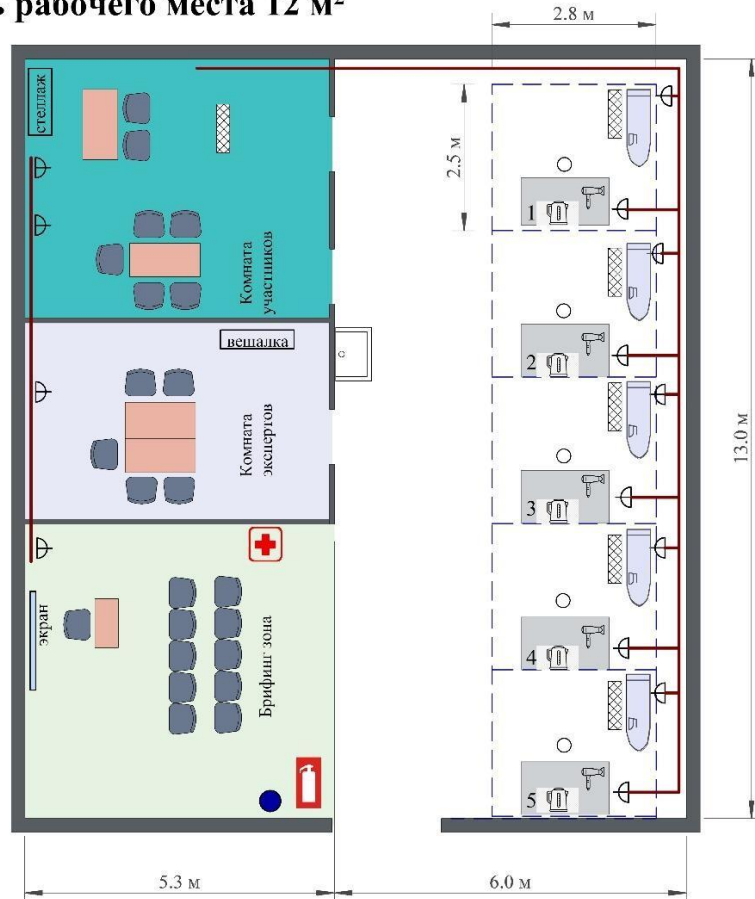 рабочего места 12 м²
2.8 м
стеллаж
2.5 м
1
Комната
участников
вешалка
2
Комната
экспертов
3
13.0 м
экран
Брифинг зона
4
5
5.3 м
6.0 м